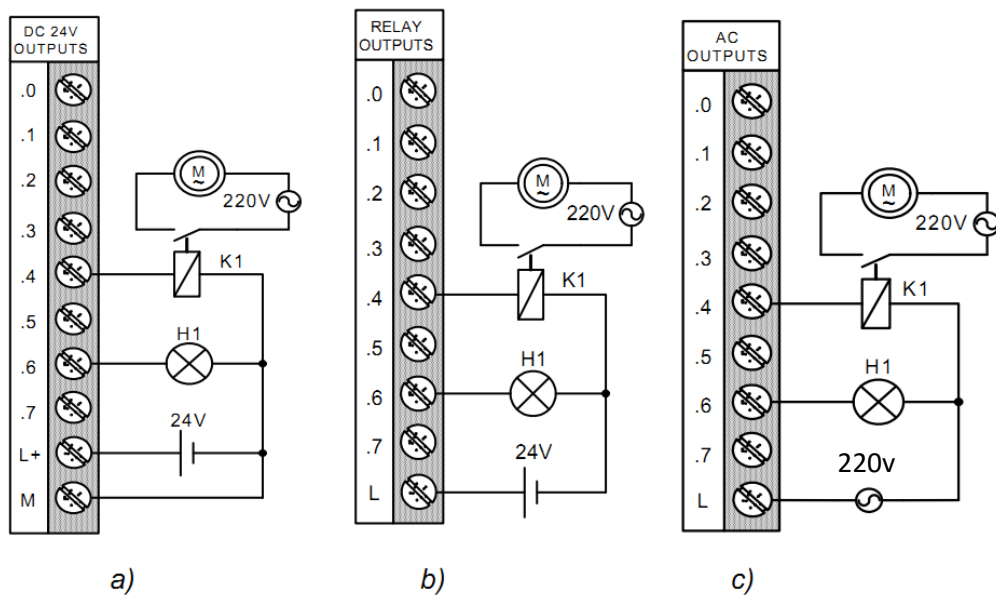 DC 24V
OUTPUTS
.0
.1
.2
.3
.4
.5
.6
.7
L+
M
M
~
220V
K1
H1
24V
a)
RELAY
OUTPUTS
.0
.1
.2
.3
.4
.5
.6
.7
L
M
~
220V
K1
H1
24V
b)
AC
OUTPUTS
.0
.1
.2
.3
.4
.5
.6
.7
L
M
~
220V
K1
H1
220v
c)